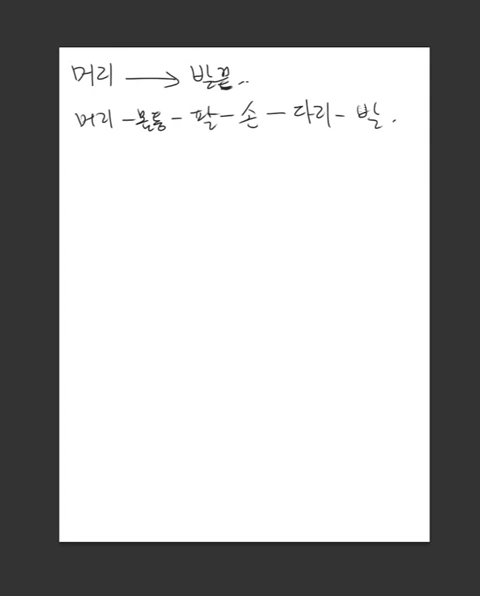 머리 → 발끝..
머리 - 몸통 - 팔 - 손 - 다리 - 발.